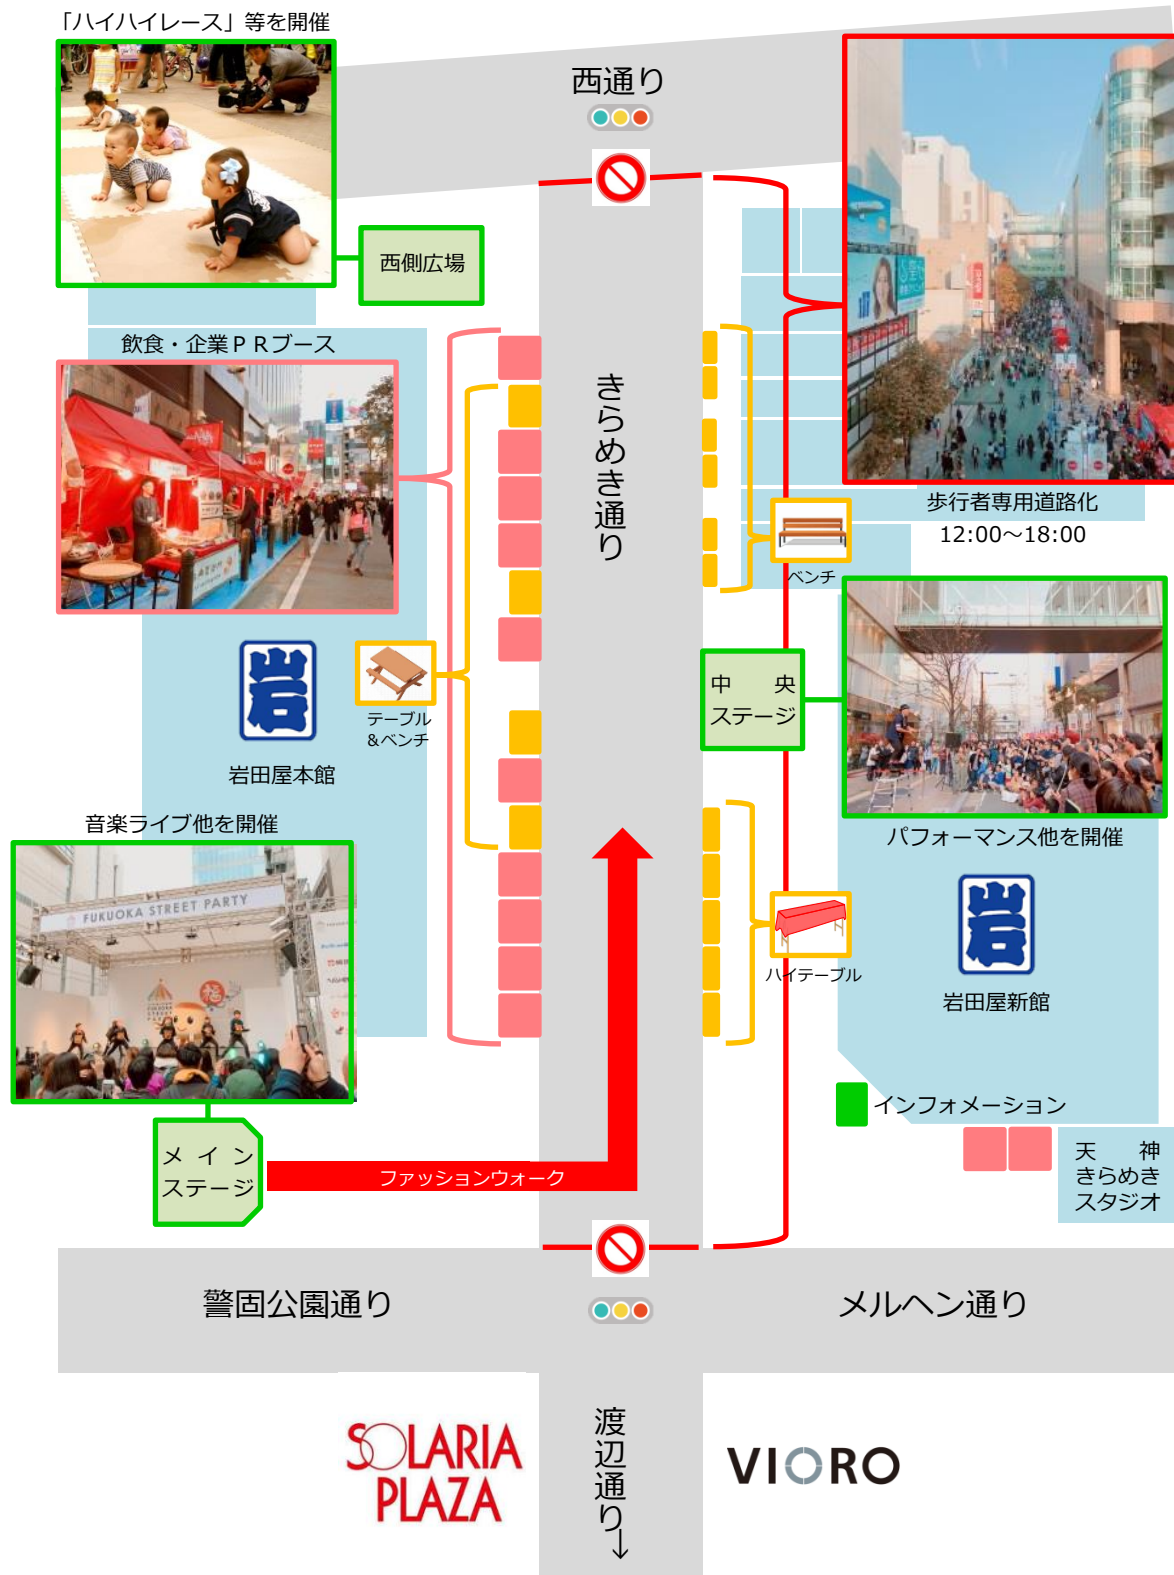 「ハイハイレース」等を開催
西通り
西側広場
飲食・企業PRブース
きらめき通り
歩行者専用道路化
12:00～18:00
ベンチ
岩
テーブル
&ベンチ
岩田屋本館
中 央
ステージ
パフォーマンス他を開催
音楽ライブ他を開催
FUKUOKA STREET PARTY
福
ハイテーブル
岩
岩田屋新館
インフォメーション
メイン
ステージ
ファッションウォーク
天 神
きらめき
スタジオ
警固公園通り
メルヘン通り
SOLARIA
PLAZA
渡辺通り→
VIORO